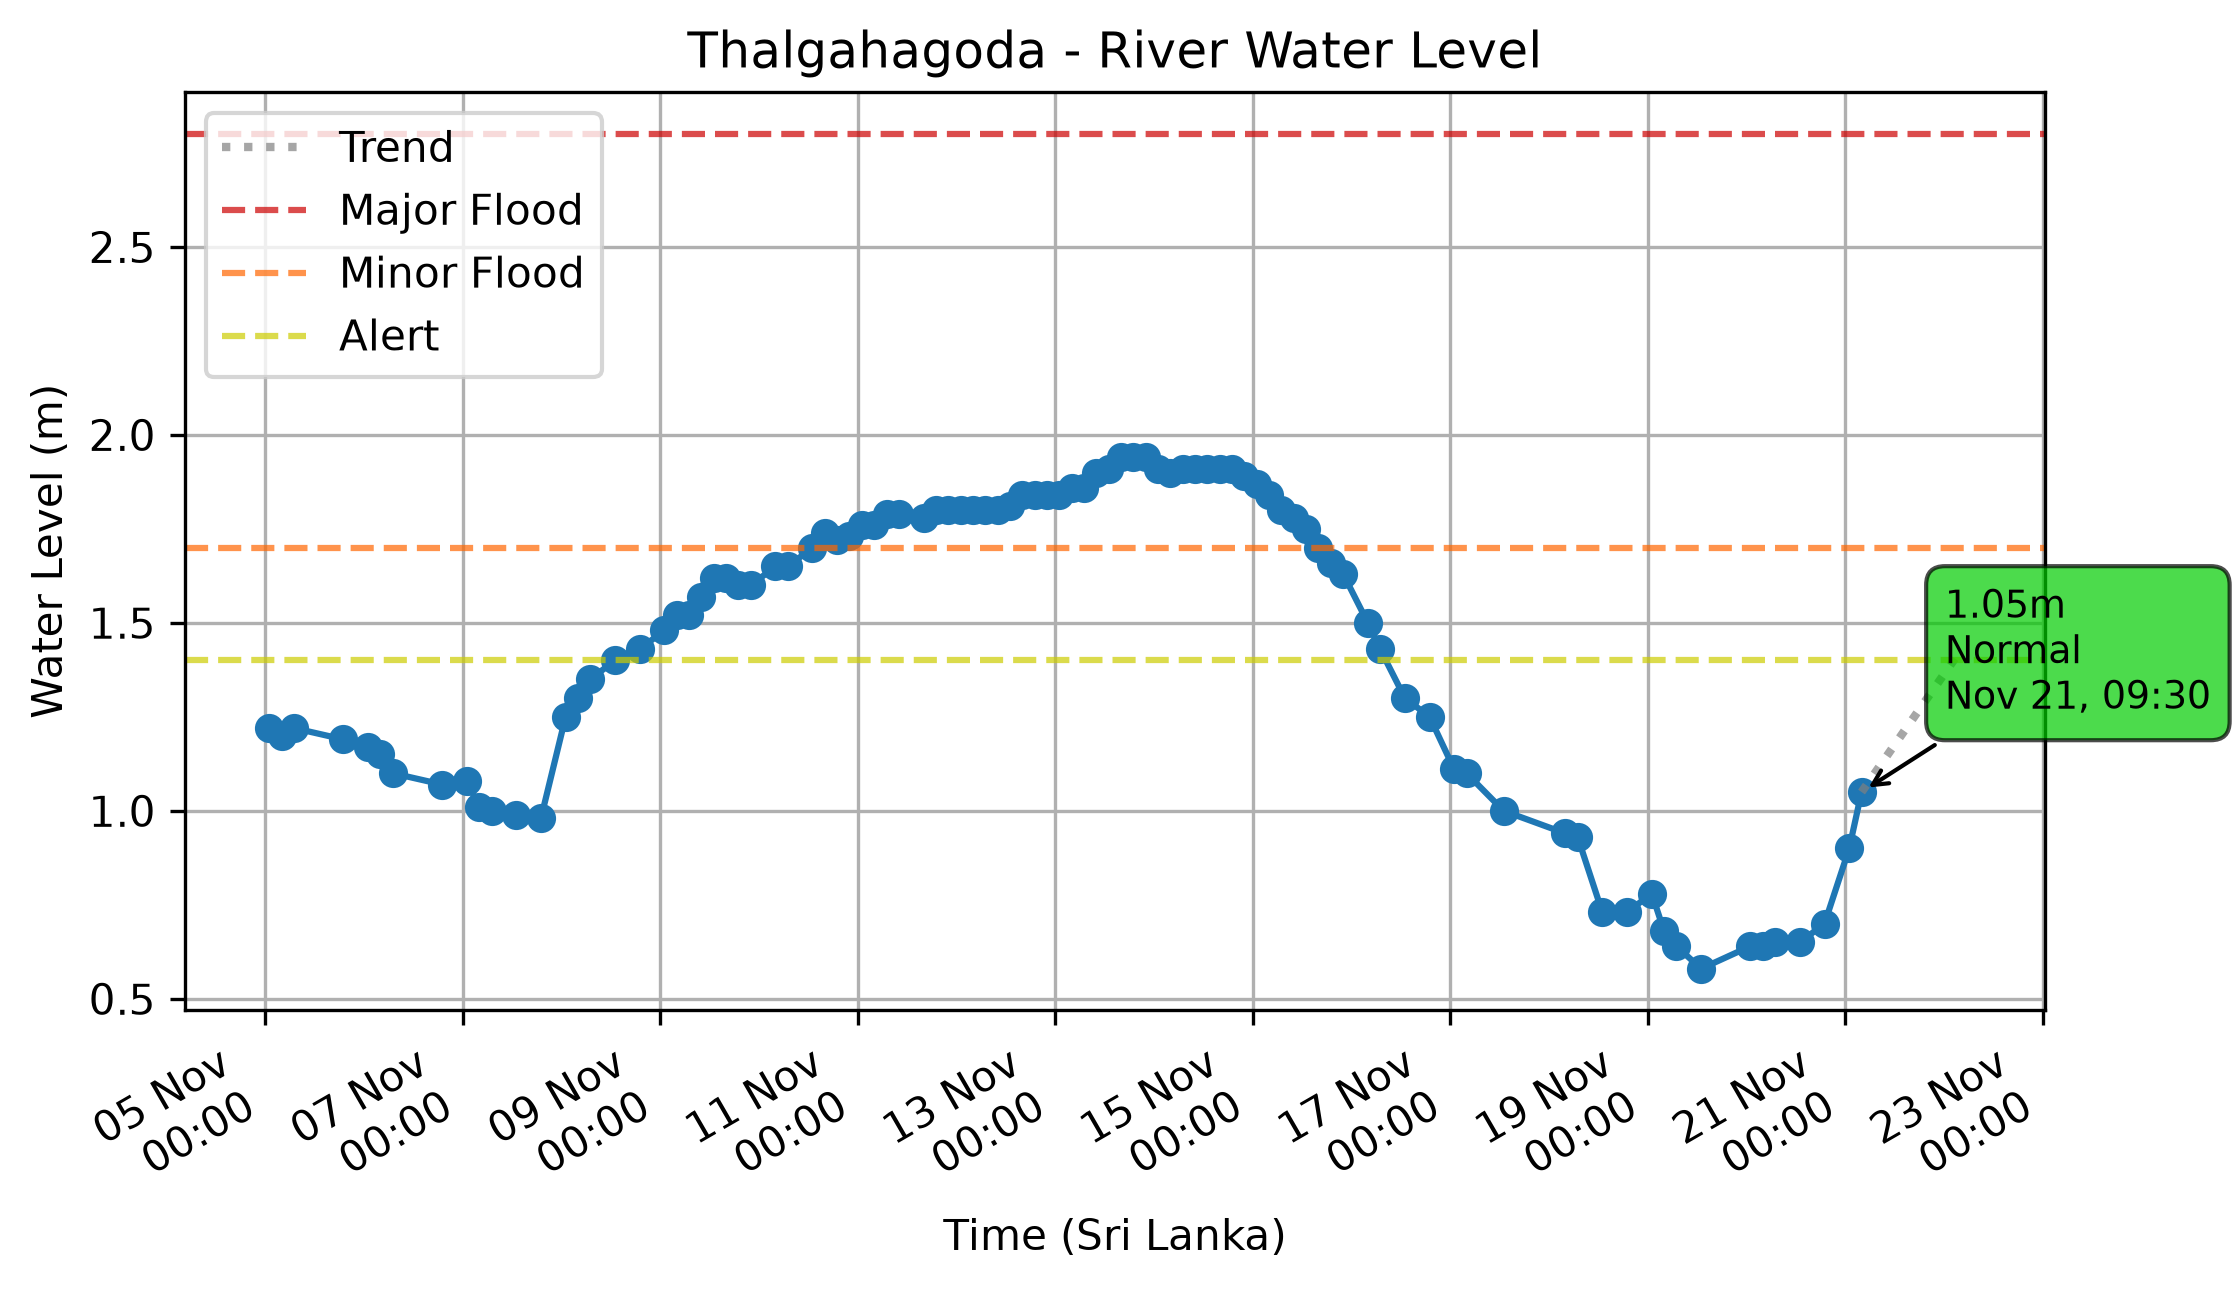 Thalgahagoda - River Water Level
Trend
Major Flood
Minor Flood
Alert
Water Level (m)
2.5
2.0
1.5
1.0
0.5
1.05m
Normal
Nov 21, 09:30
05 Nov
00:00
07 Nov
00:00
09 Nov
00:00
11 Nov
00:00
13 Nov
00:00
15 Nov
00:00
17 Nov
00:00
19 Nov
00:00
21 Nov
00:00
23 Nov
00:00
Time (Sri Lanka)